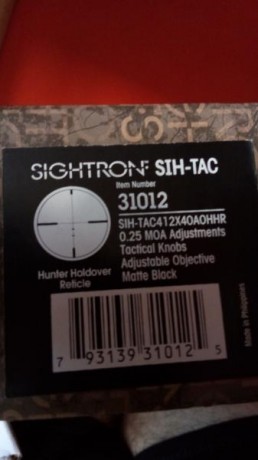 SIGHTRON SIH-TAC
Item Number
31012
SIH-TAC412X40AOHHR
0.25 MOA Adjustments
Tactical Knobs
Adjustable Objective
Matte Black
Hunter Holdover
Reticle
Made in Philippines
7 93139 31012 5